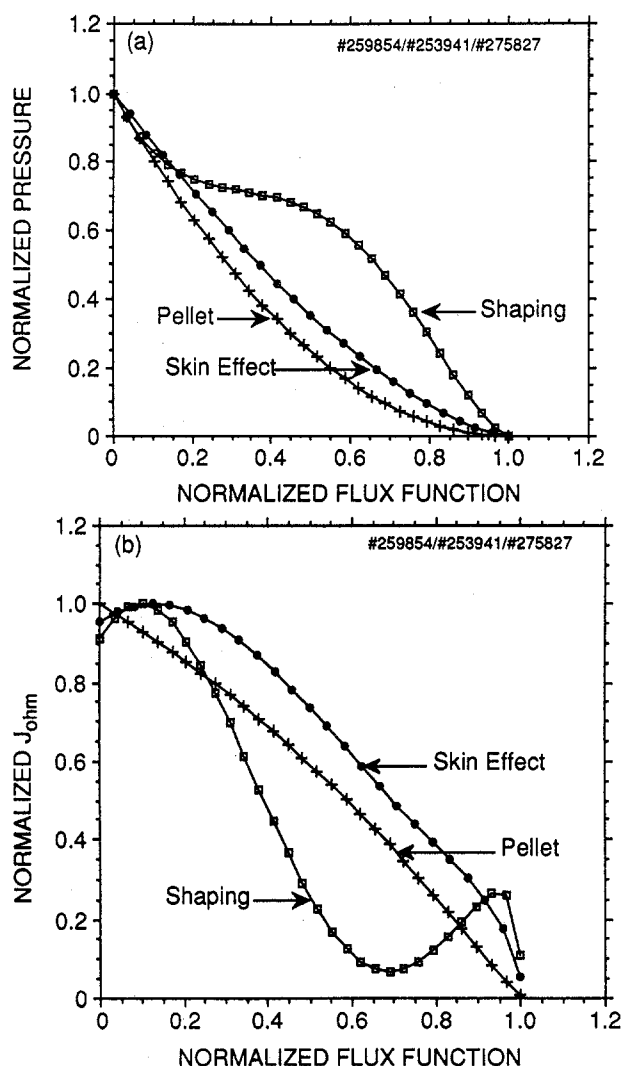 (a)
#259854/#253941/#275827
NORMALIZED PRESSURE
1.2
1.0
0.8
0.6
0.4
0.2
0
Shaping
Pellet
Skin Effect
0 0.2 0.4 0.6 0.8 1.0 1.2
NORMALIZED FLUX FUNCTION
(b)
#259854/#253941/#275827
NORMALIZED Johm
1.2
1.0
0.8
0.6
0.4
0.2
0
Skin Effect
Pellet
Shaping
0 0.2 0.4 0.6 0.8 1.0 1.2
NORMALIZED FLUX FUNCTION